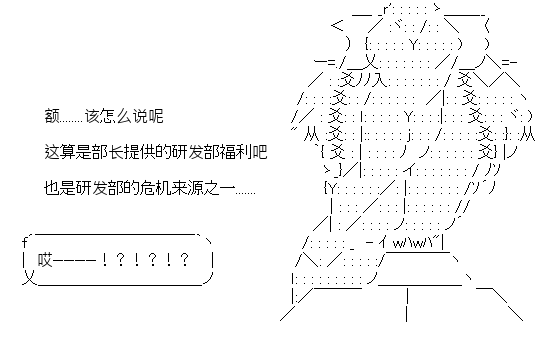 额.......该怎么说呢
这算是部长提供的研发部福利吧
也是研发部的危机来源之一.......
哎−−−−！？！？！？